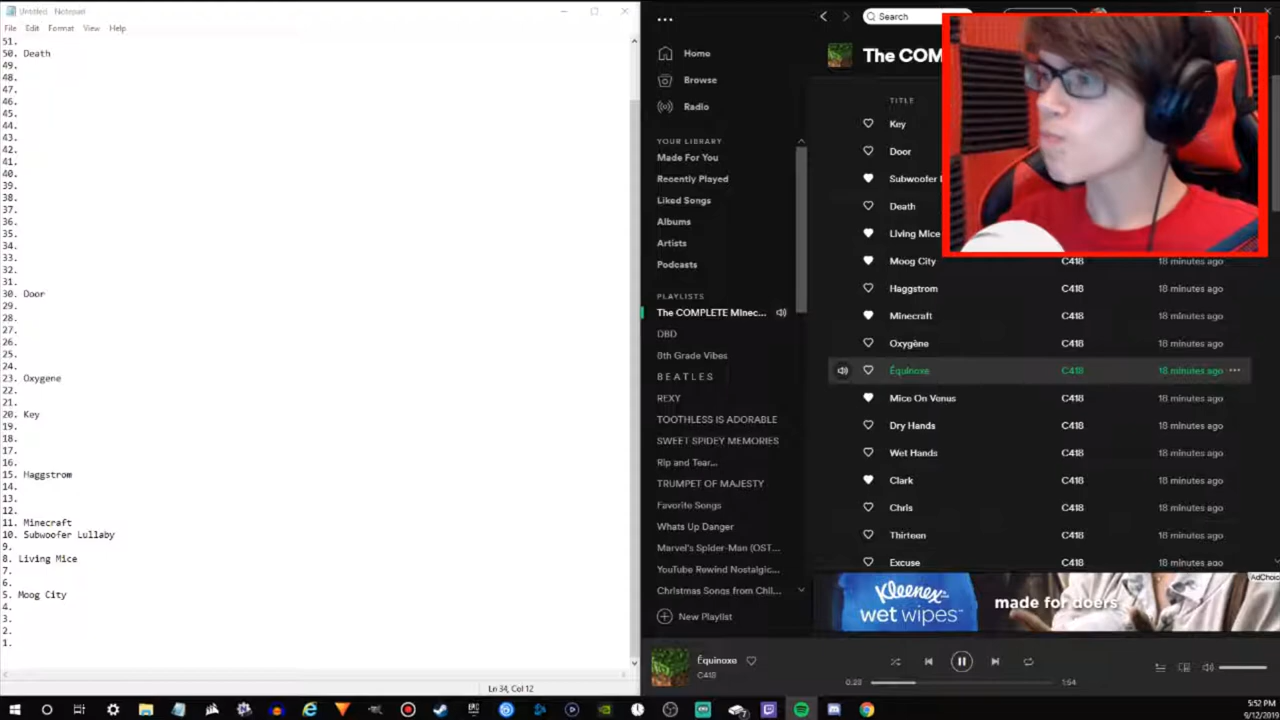 Untitled - Notepad
File Edit Format View Help
51.
50. Death
49.
48.
47.
46.
45.
44.
43.
42.
41.
40.
39.
38.
37.
36.
35.
34.
33.
32.
31.
30. Door
29.
28.
27.
26.
25.
24.
23. Oxygene
22.
21.
20. Key
19.
18.
17.
16.
15. Haggstrom
14.
13.
12.
11. Minecraft
10. Subwoofer Lullaby
9.
8. Living Mice
7.
6.
5. Moog City
4.
3.
2.
1.
Ln 34, Col 12
Search
Home
Browse
Radio
YOUR LIBRARY
Made For You
Recently Played
Liked Songs
Albums
Artists
Podcasts
PLAYLISTS
The COMPLETE Minec...
DBD
8th Grade Vibes
B E A T L E S
REXY
TOOTHLESS IS ADORABLE
SWEET SPIDEY MEMORIES
Rip and Tear...
TRUMPET OF MAJESTY
Favorite Songs
Whats Up Danger
Marvel's Spider-Man (OST...
YouTube Rewind Nostalgic...
Christmas Songs from Chil...
New Playlist
The COM
TITLE
Key
Door
Subwoofer
Death
Living Mice
Moog City C418 18 minutes ago
Haggstrom C418 18 minutes ago
Minecraft C418 18 minutes ago
Oxygène C418 18 minutes ago
Équinoxe C418 18 minutes ago
Mice On Venus C418 18 minutes ago
Dry Hands C418 18 minutes ago
Wet Hands C418 18 minutes ago
Clark C418 18 minutes ago
Chris C418 18 minutes ago
Thirteen C418 18 minutes ago
Excuse C418 18 minutes ago
AdChoic
Kleenex
wet wipes
made for doers
Équinoxe
C418
0:23
1:54
5:52 PM
9/12/2019